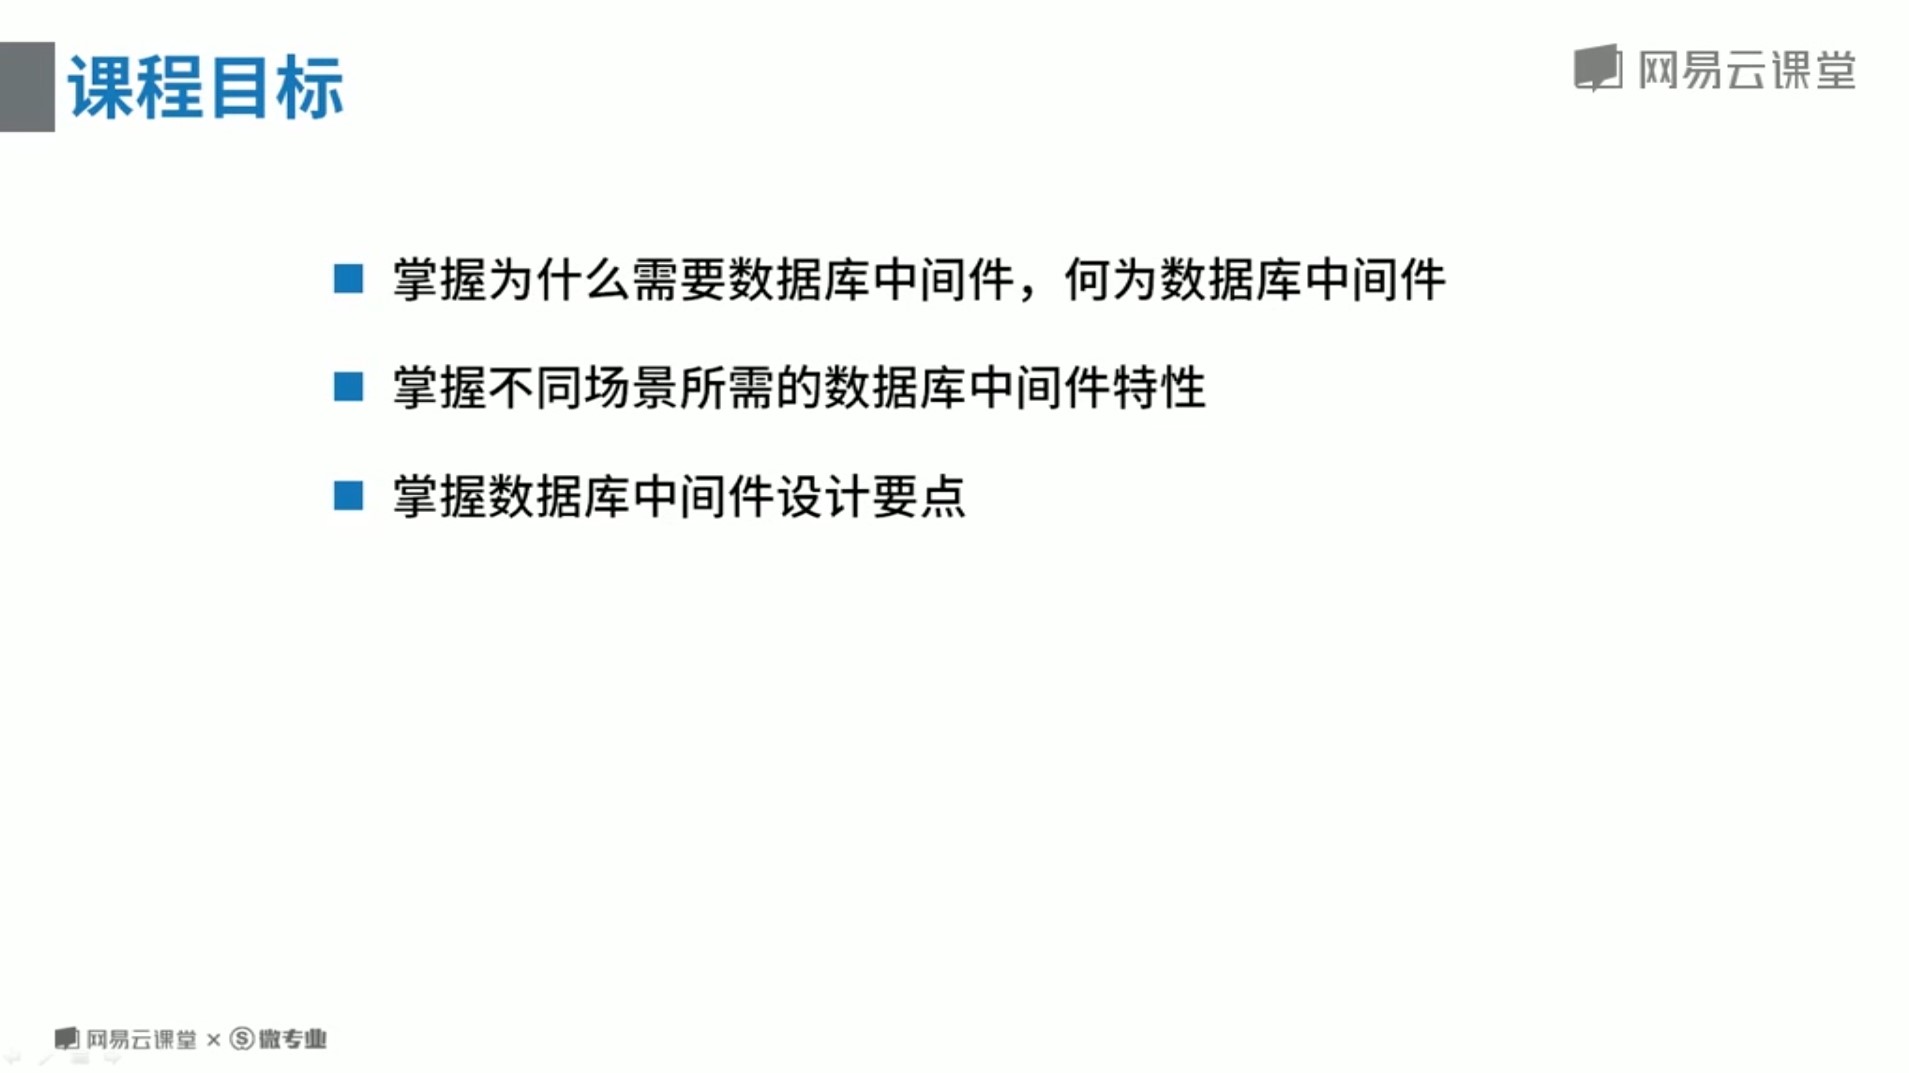 课程目标
网易云课堂
掌握为什么需要数据库中间件，何为数据库中间件
掌握不同场景所需的数据库中间件特性
掌握数据库中间件设计要点
网易云课堂 × Ⓢ微专业